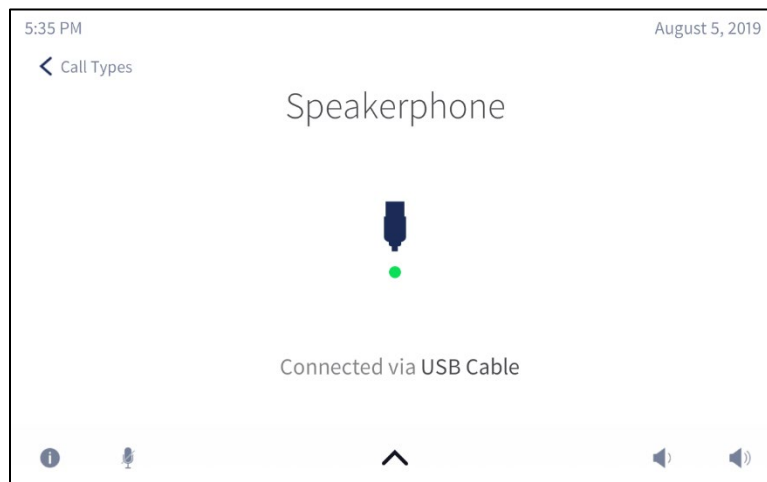 5:35 PM August 5, 2019
Call Types
Speakerphone
Connected via USB Cable